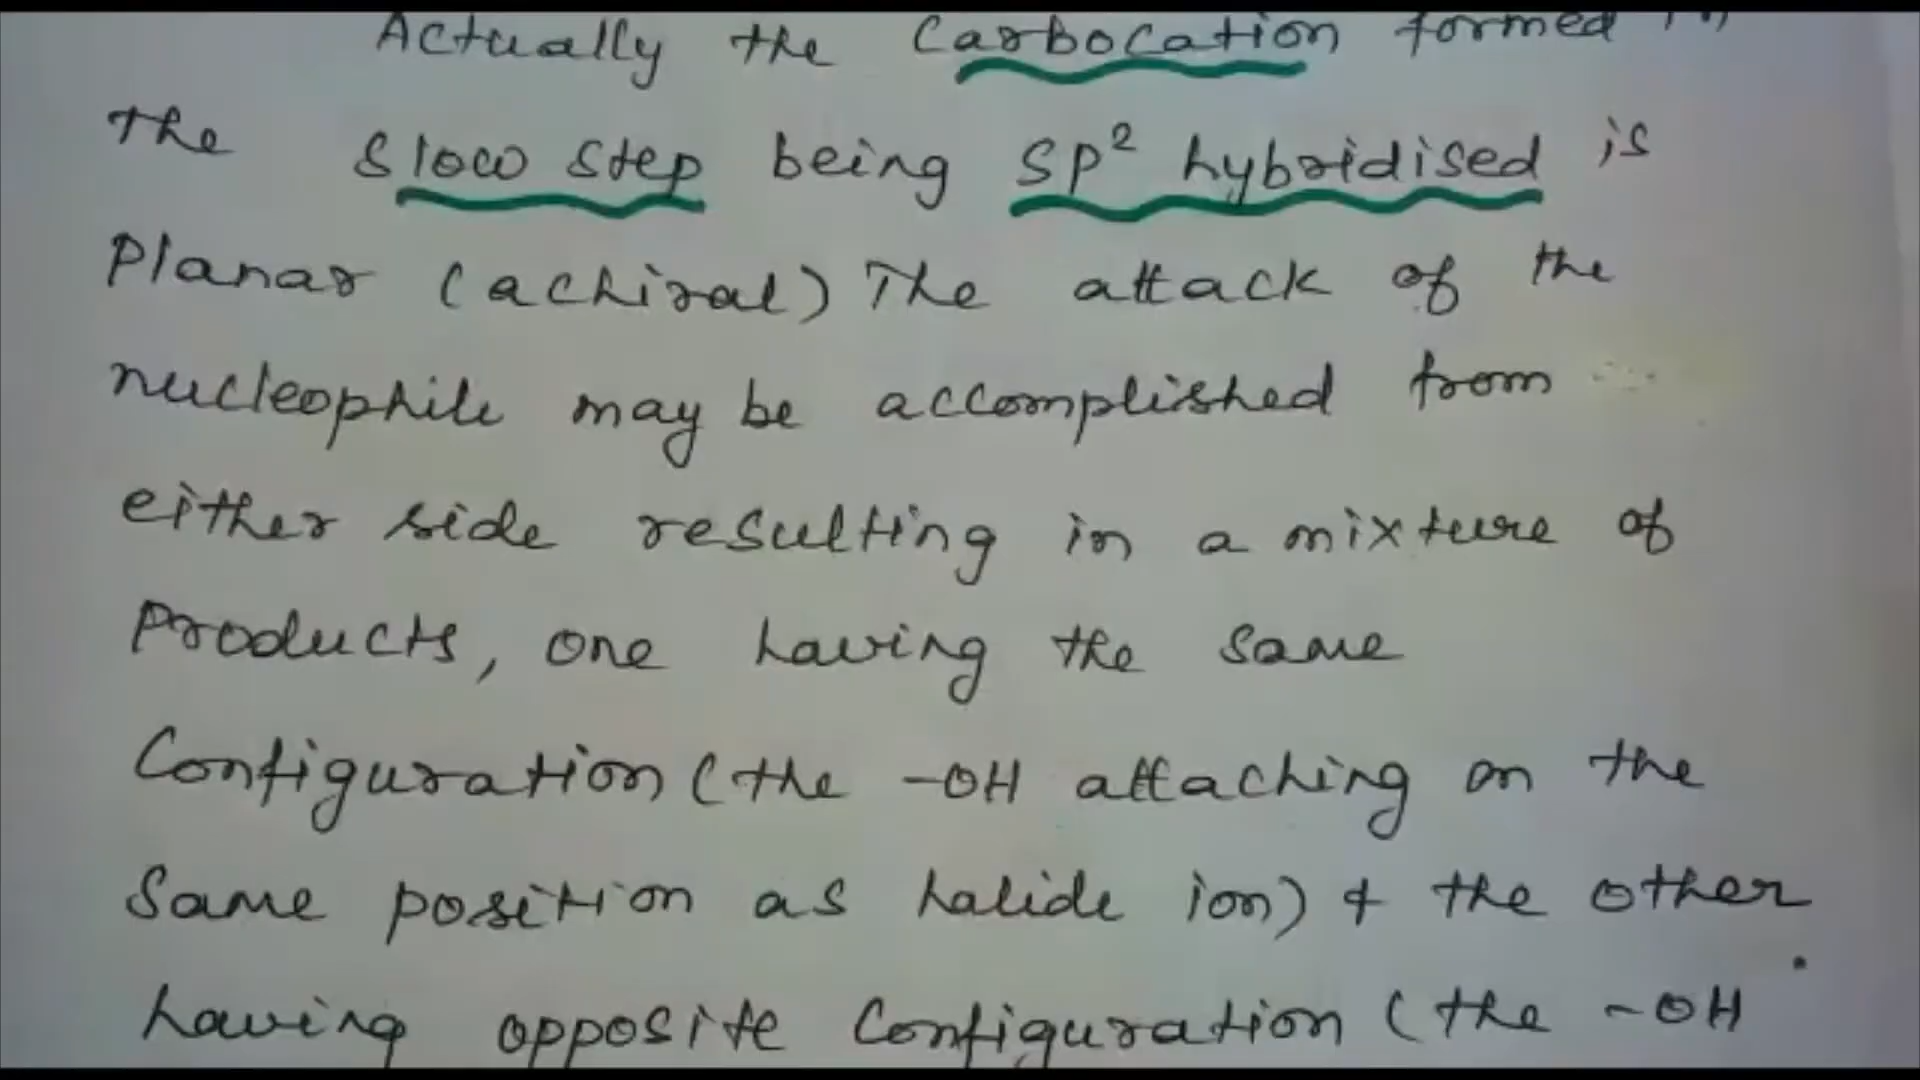 Actually the Carbocation formed in
the slow step being SP² hybridised is
Planar (achiral) The attack of the
nucleophile may be accomplished from
either side resulting in a mixture of
Products, one having the same
Configuration (the -OH attaching on the
Same position as halide ion) & the other
having opposite Configuration (the -OH